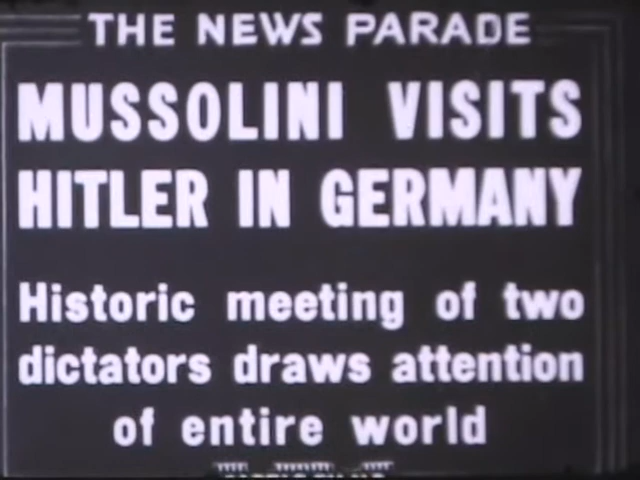 THE NEWS PARADE
MUSSOLINI VISITS
HITLER IN GERMANY
Historic meeting of two
dictators draws attention
of entire world